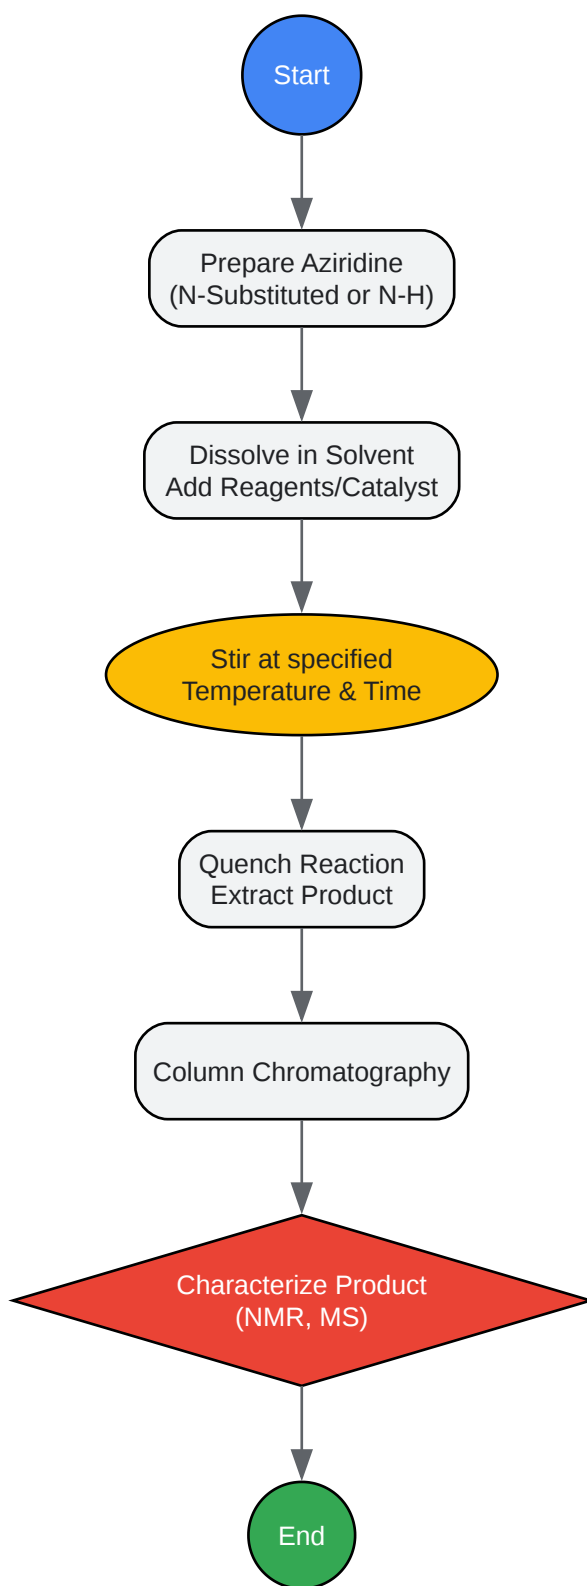 Start
Prepare Aziridine
(N-Substituted or N-H)
Dissolve in Solvent
Add Reagents/Catalyst
Stir at specified
Temperature & Time
Quench Reaction
Extract Product
Column Chromatography
Characterize Product
(NMR, MS)
End